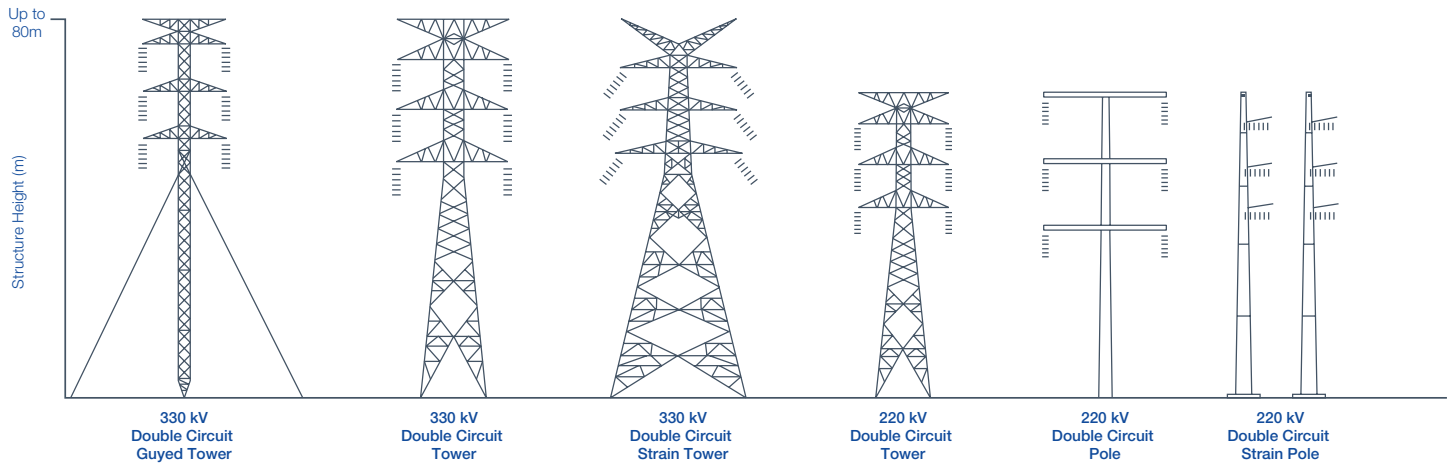 Up to
80m
Structure Height (m)
330 kV
Double Circuit
Guyed Tower
330 kV
Double Circuit
Tower
330 kV
Double Circuit
Strain Tower
220 kV
Double Circuit
Tower
220 kV
Double Circuit
Pole
220 kV
Double Circuit
Strain Pole